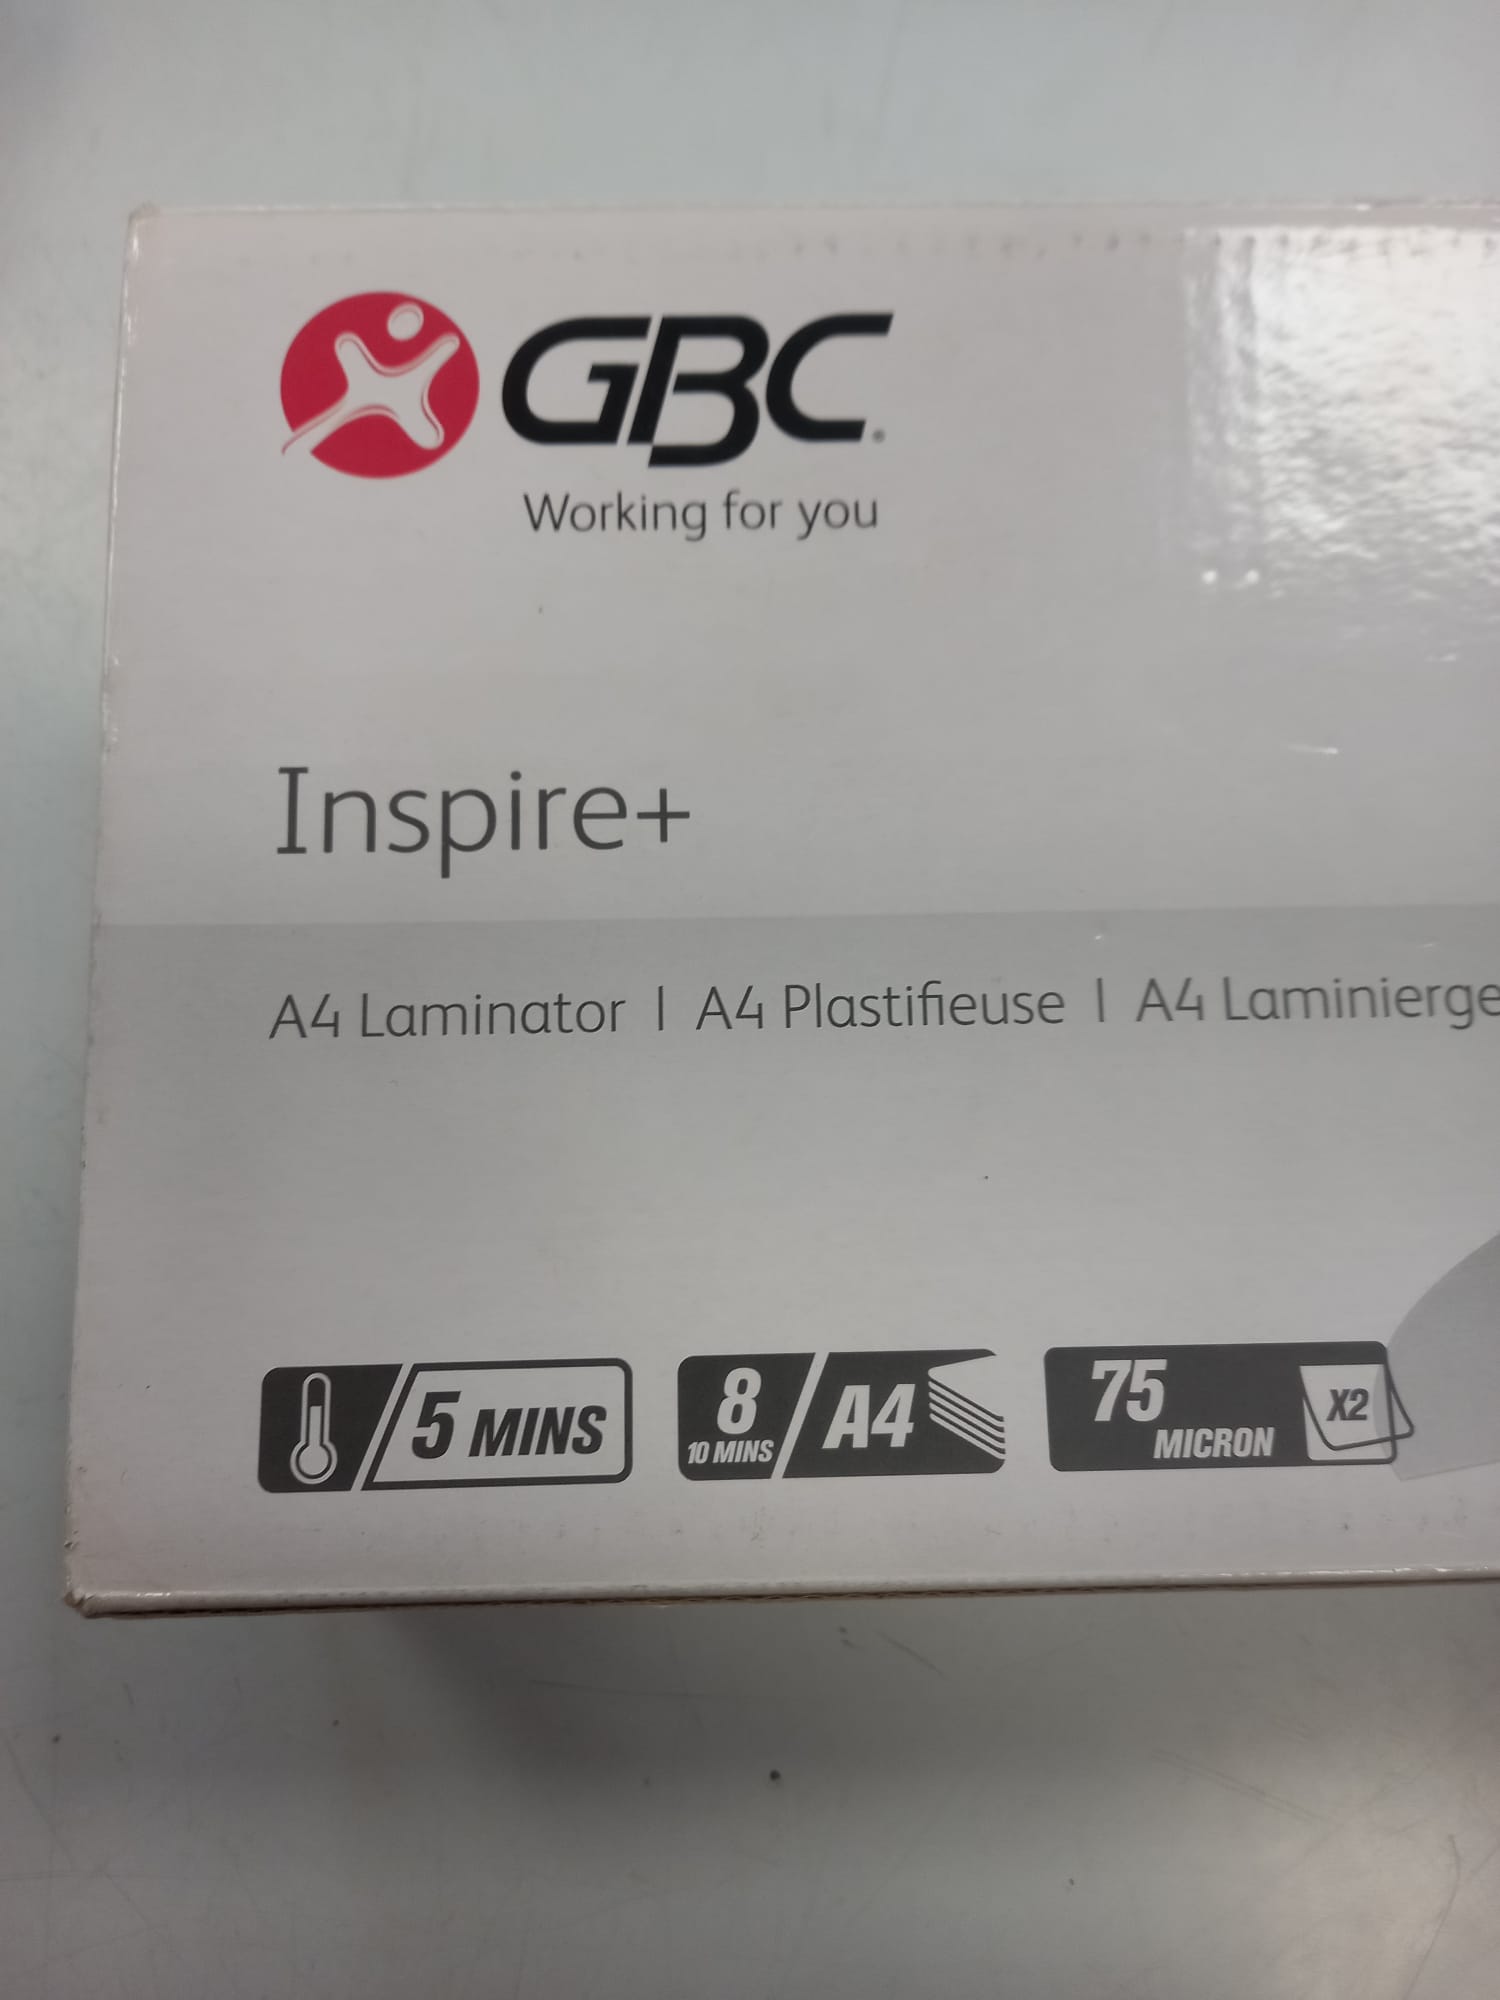 GBC
Working for you
Inspire+
A4 Laminator | A4 Plastifieuse | A4 Laminierge
5 MINS
8
10 MINS
A4
75
MICRON
X2